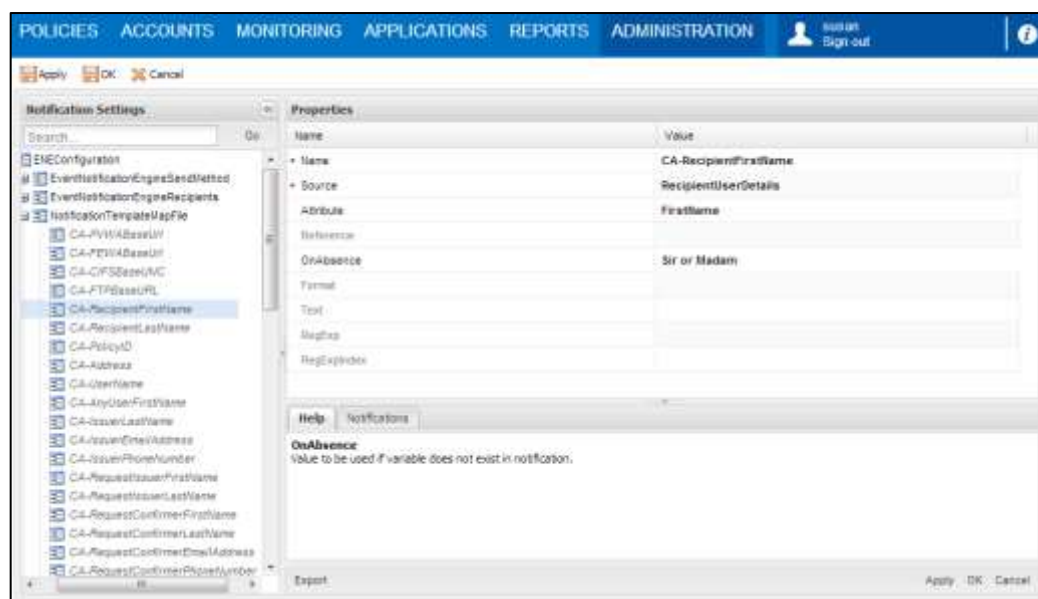 POLICIES ACCOUNTS MONITORING APPLICATIONS REPORTS ADMINISTRATION susan
Sign out
Apply OK Cancel
Notification Settings
Properties
Search... Go
Name Value
ENEConfiguration
EventNotificationEngineSendMethod
EventNotificationEngineRecipients
NotificationTemplateMapFile
CA-PVWABaseUrl
CA-PEWABaseUrl
CA-CIFSBaseUNC
CA-FTPBaseURL
CA-RecipientFirstName
CA-RecipientLastName
CA-PolicyID
CA-Address
CA-UserName
CA-AnyUserFirstName
CA-IssuerLastName
CA-IssuerEmailAddress
CA-IssuerPhoneNumber
CA-RequestIssuerFirstName
CA-RequestIssuerLastName
CA-RequestConfirmerFirstName
CA-RequestConfirmerLastName
CA-RequestConfirmerEmailAddress
CA-RequestConfirmerPhoneNumber
Name CA-RecipientFirstName
Source RecipientUserDetails
Attribute FirstName
Reference
OnAbsence Sir or Madam
Format
Text
RegExp
RegExpIndex
Help Notifications
OnAbsence
Value to be used if variable does not exist in notification.
Export Apply OK Cancel